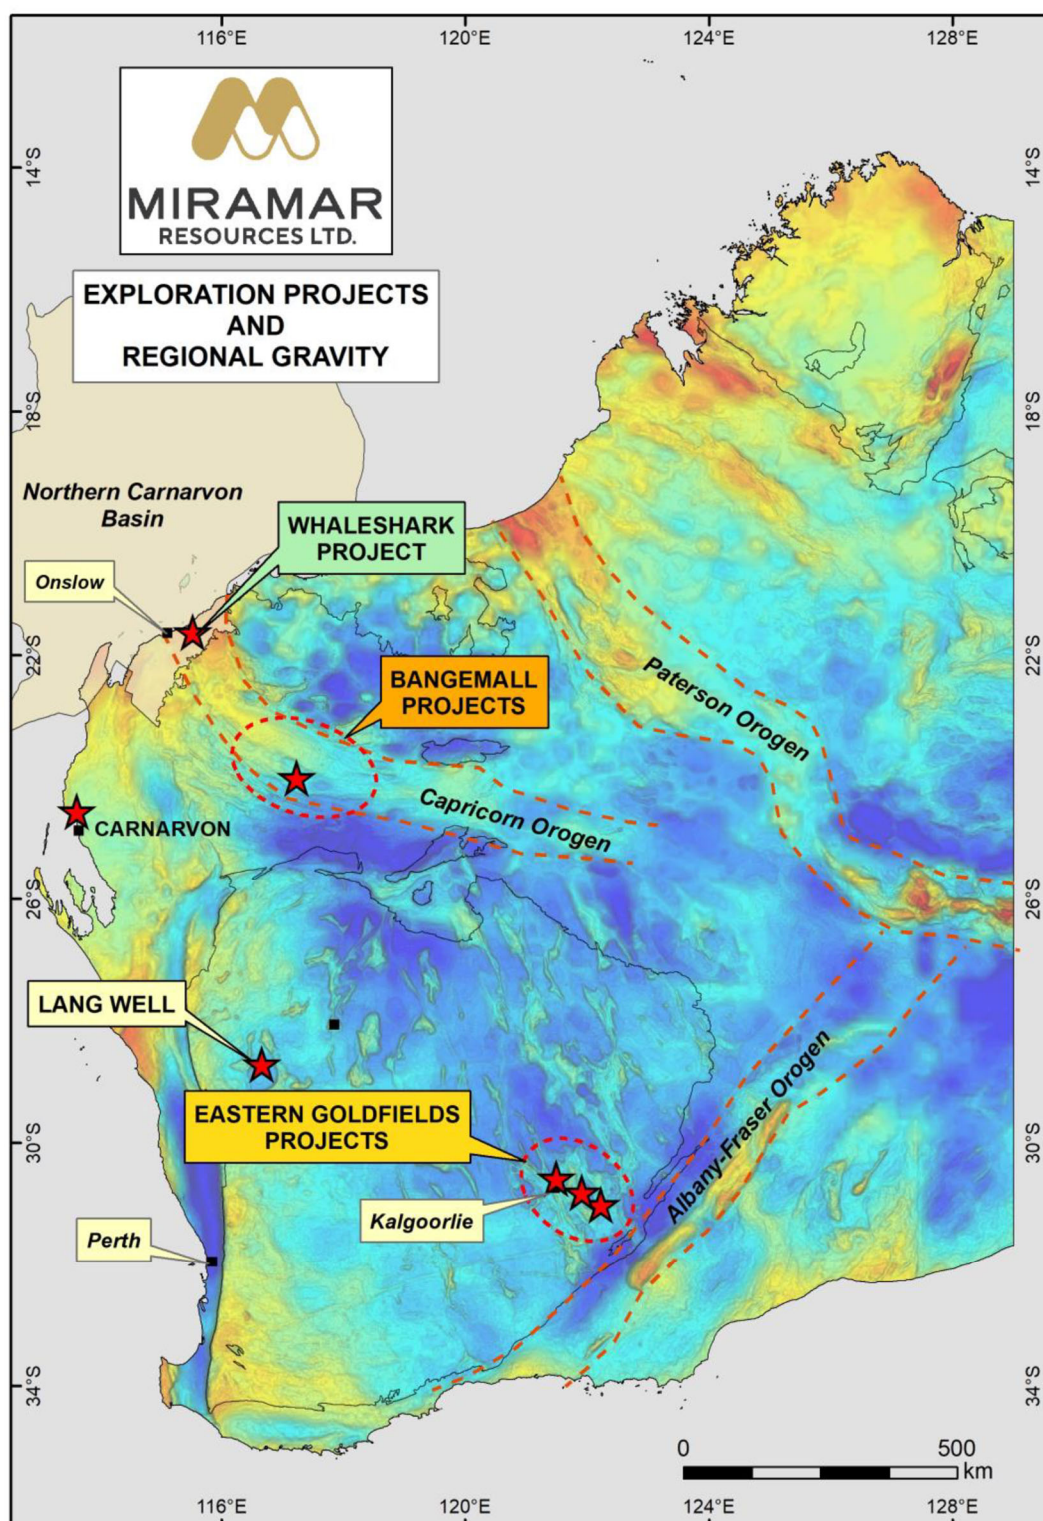 116°E 120°E 124°E 128°E
MIRAMAR
RESOURCES LTD.
EXPLORATION PROJECTS
AND
REGIONAL GRAVITY
14°S
14°S
18°S
18°S
Northern Carnarvon
Basin
WHALESHARK
PROJECT
Onslow
22°S
22°S
BANGEMALL
PROJECTS
Paterson Orogen
Capricorn Orogen
CARNARVON
26°S
26°S
LANG WELL
EASTERN GOLDFIELDS
PROJECTS
Albany-Fraser Orogen
30°S
30°S
Kalgoorlie
Perth
34°S
34°S
0 500
km
116°E 120°E 124°E 128°E